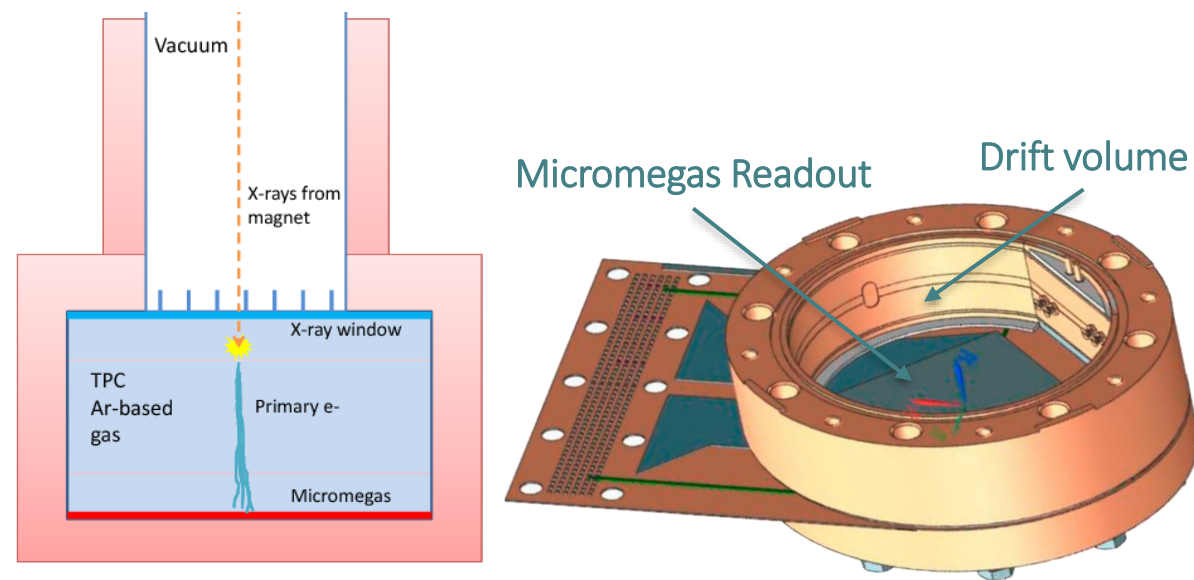 Vacuum
X-rays from
magnet
X-ray window
TPC
Ar-based
gas
Primary e-
Micromegas
Micromegas Readout
Drift volume